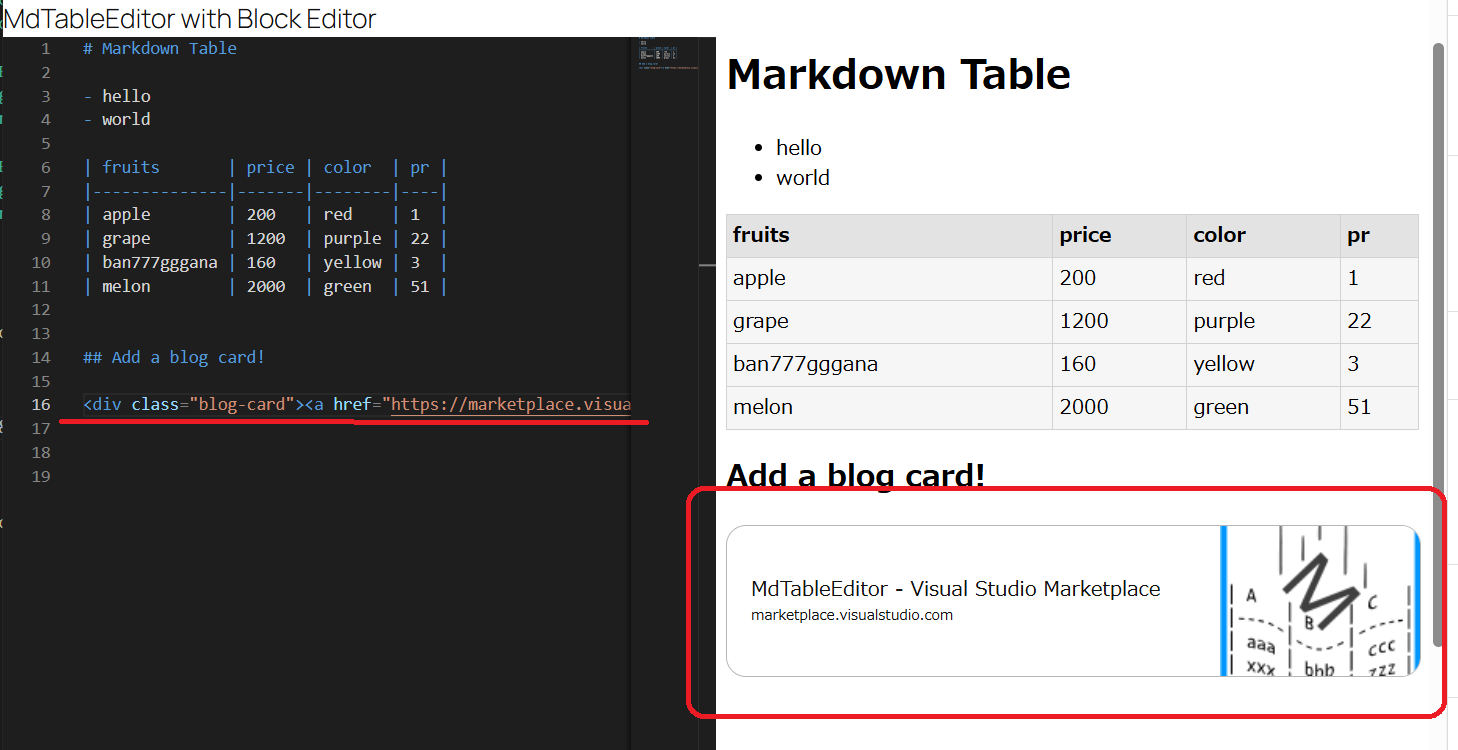 MdTableEditor with Block Editor
1 # Markdown Table
2
3 - hello
4 - world
5
6 | fruits | price | color | pr |
7 |--------------|-------|--------|----|
8 | apple | 200 | red | 1 |
9 | grape | 1200 | purple | 22 |
10 | ban777gggana | 160 | yellow | 3 |
11 | melon | 2000 | green | 51 |
12
13
14 ## Add a blog card!
15
16 <div class="blog-card"><a href="https://marketplace.visua
17
18
19
Markdown Table
• hello
• world
fruits price color pr
apple 200 red 1
grape 1200 purple 22
ban777gggana 160 yellow 3
melon 2000 green 51
Add a blog card!
MdTableEditor - Visual Studio Marketplace
marketplace.visualstudio.com
A B C
aaa bbb ccc
xxx zzz